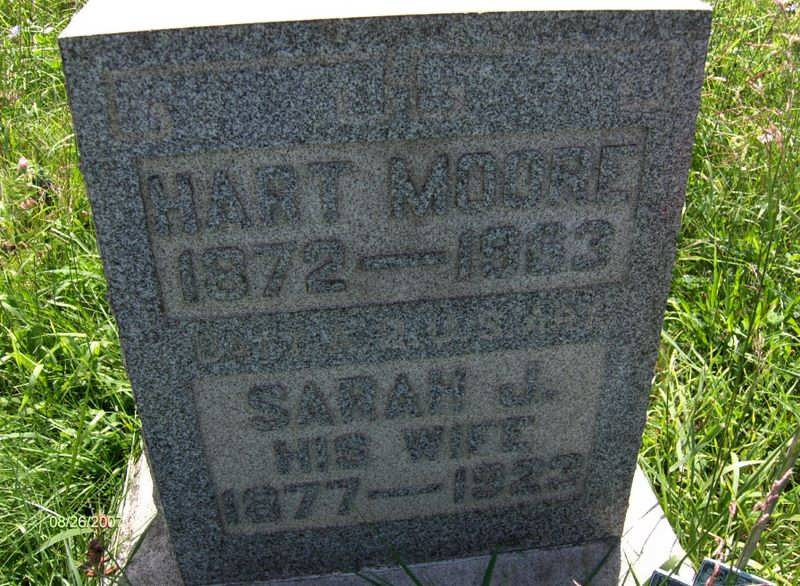 HART MOORE
1872—1963
SARAH J.
HIS WIFE
1877—1923
08/26/2007